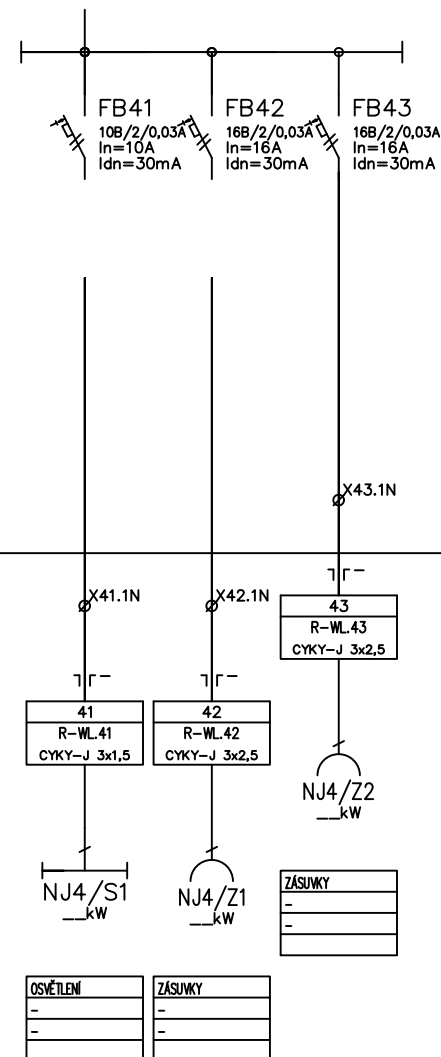 FB41
10B/2/0,03A
In=10A
Idn=30mA
FB42
16B/2/0,03A
In=16A
Idn=30mA
FB43
16B/2/0,03A
In=16A
Idn=30mA
X43.1N
X41.1N
X42.1N
43
R-WL.43
CYKY-J 3x2,5
41
R-WL.41
CYKY-J 3x1,5
42
R-WL.42
CYKY-J 3x2,5
NJ4/Z2
__kW
NJ4/S1
__kW
NJ4/Z1
__kW
ZÁSUVKY
-
-
OSVĚTLENÍ
-
-
ZÁSUVKY
-
-